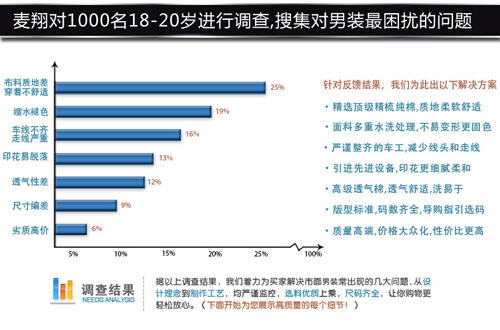 麦翔对1000名18-20岁进行调查,搜集对男装最困扰的问题
布料质地差
穿着不舒适
25%
缩水褪色
19%
车线不齐
走线严重
16%
印花易脱落
13%
透气性差
12%
尺寸编差
9%
劣质高价
6%
5% 10% 15% 20% 25% 100%
针对反馈结果，我们为此出以下解决方案
·精选顶级精梳纯棉,质地柔软舒适
·面料多重水洗处理,不易变形更固色
·严谨整齐的车工,减少线头和走线
·引进先进设备,印花更细腻柔和
·高级透气棉,透气舒适,洗易于
·版型标准,码数齐全,导购指引选码
·质量高端,价格大众化,性价比更高
调查结果
NEEDS ANALYSIS
据以上调查结果，我们着力为买家解决市面男装常出现的几大问题,从设
计理念到制作工艺，均严谨监控，选料优质上乘，尺码齐全，让你购物更
轻松放心。（下面开始为您展示高质量的每个细节！）